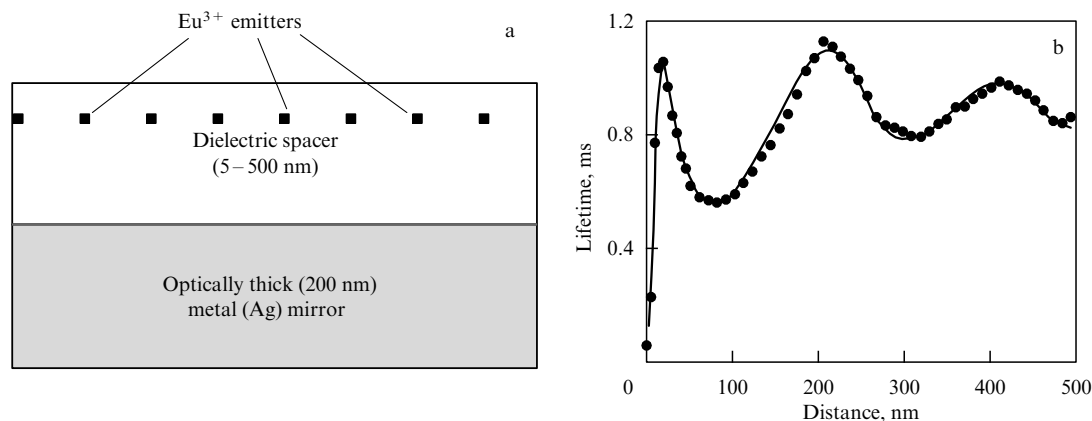 Eu³⁺ emitters
a
Dielectric spacer
(5–500 nm)
Optically thick (200 nm)
metal (Ag) mirror
1.2
b
0.8
0.4
Lifetime, ms
0
100
200
300
400
500
Distance, nm